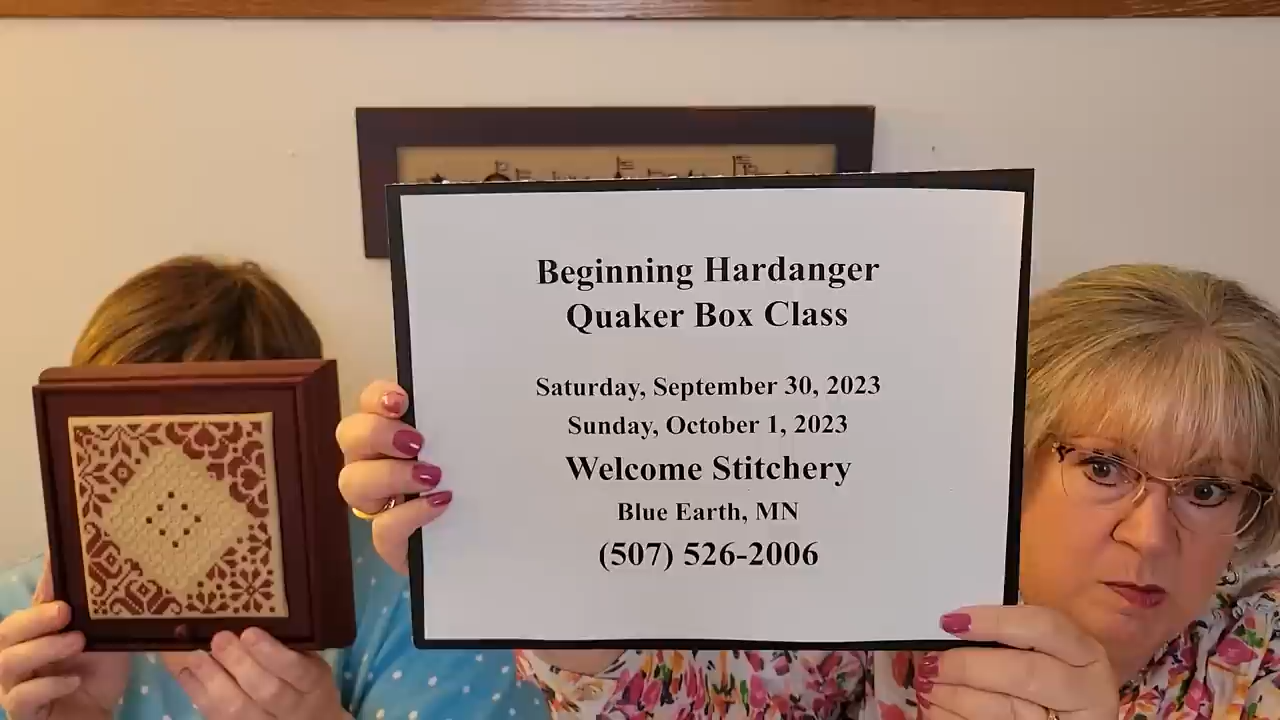 Beginning Hardanger
Quaker Box Class
Saturday, September 30, 2023
Sunday, October 1, 2023
Welcome Stitchery
Blue Earth, MN
(507) 526-2006